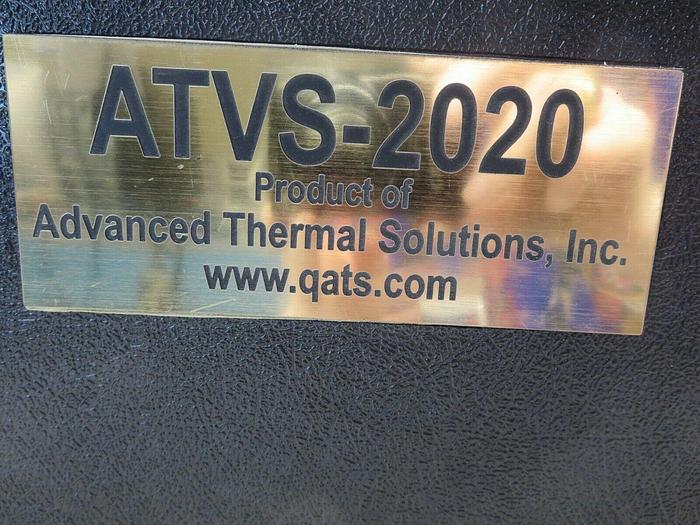 ATVS-2020
Product of
Advanced Thermal Solutions, Inc.
www.qats.com